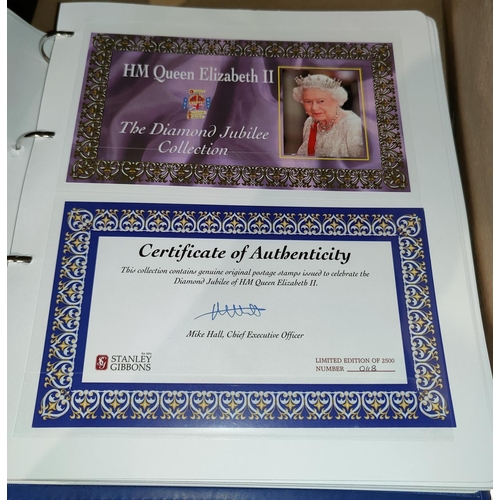 HM Queen Elizabeth II
The Diamond Jubilee
Collection
Certificate of Authenticity
This collection contains genuine original postage stamps issued to celebrate the
Diamond Jubilee of HM Queen Elizabeth II.
Mike Hall, Chief Executive Officer
STANLEY
GIBBONS
LIMITED EDITION OF 2500
NUMBER 048